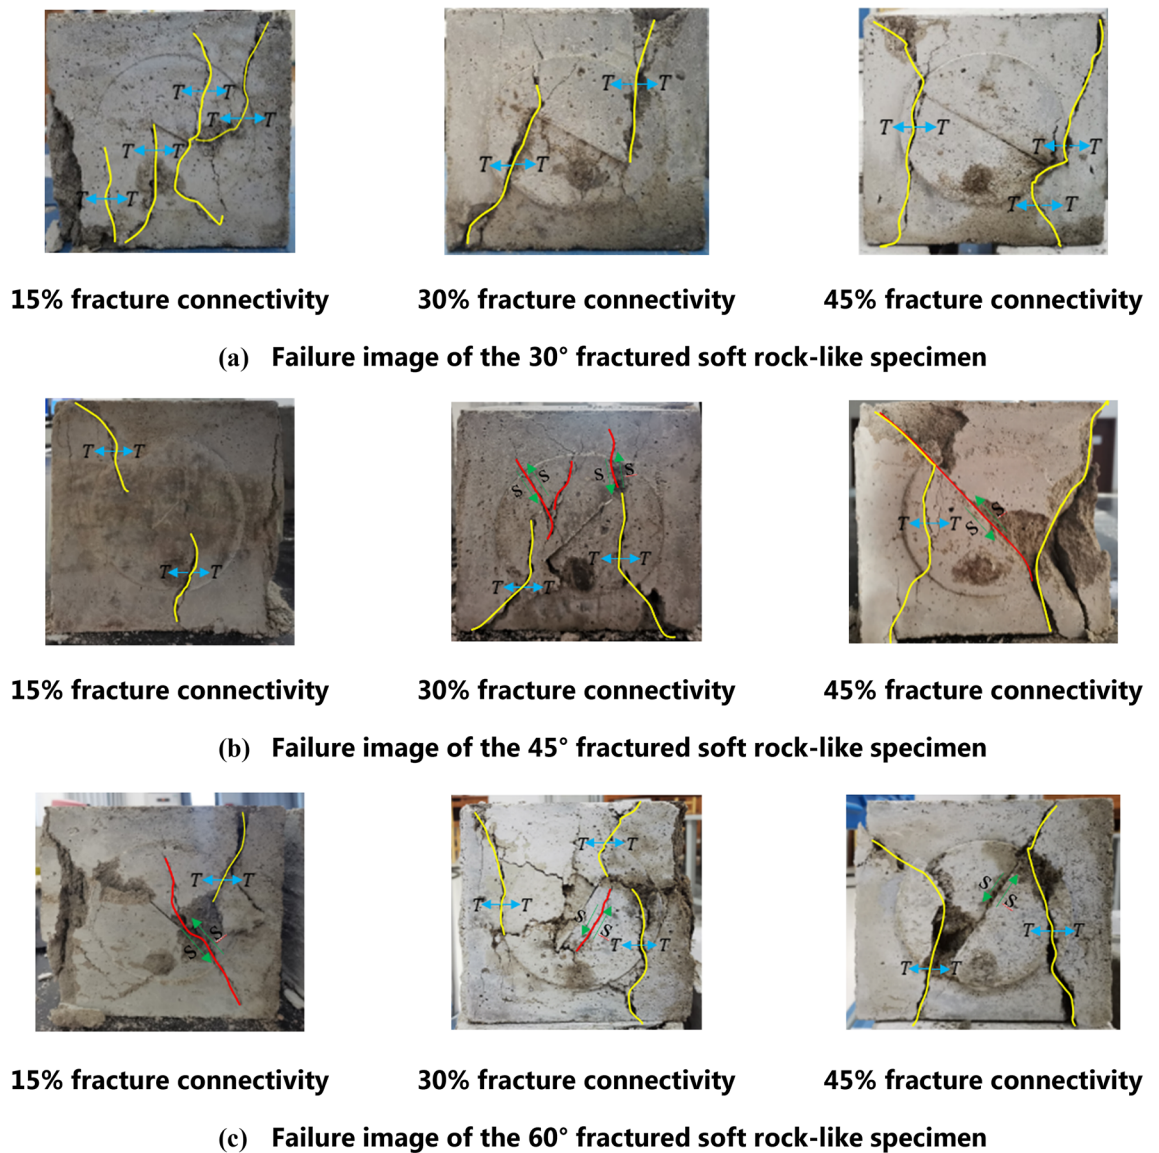 T T
T T
T T
T T
15% fracture connectivity
T T
T T
30% fracture connectivity
T T
T T
T T
45% fracture connectivity
(a) Failure image of the 30° fractured soft rock-like specimen
T T
T T
15% fracture connectivity
S S
S S
T T
T T
30% fracture connectivity
S
T T
S
45% fracture connectivity
(b) Failure image of the 45° fractured soft rock-like specimen
T T
S S
15% fracture connectivity
T T
T T
S S
T T
30% fracture connectivity
S S
T T
T T
45% fracture connectivity
(c) Failure image of the 60° fractured soft rock-like specimen